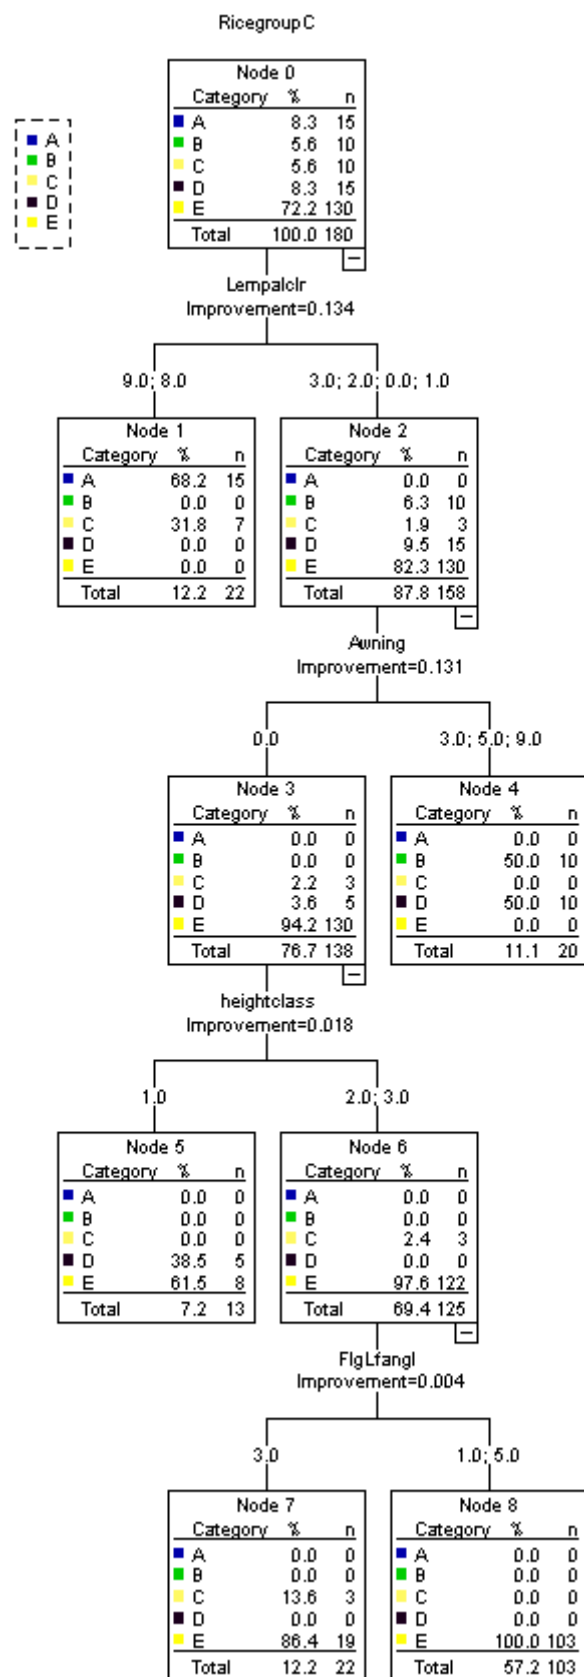 RicegroupC
A
B
C
D
E
Node 0
Category % n
A 8.3 15
B 5.6 10
C 5.6 10
D 8.3 15
E 72.2 130
Total 100.0 180
Lempalclr
Improvement=0.134
9.0; 8.0 3.0; 2.0; 0.0; 1.0
Node 1
Category % n
A 68.2 15
B 0.0 0
C 31.8 7
D 0.0 0
E 0.0 0
Total 12.2 22
Node 2
Category % n
A 0.0 0
B 6.3 10
C 1.9 3
D 9.5 15
E 82.3 130
Total 87.8 158
Awning
Improvement=0.131
0.0 3.0; 5.0; 9.0
Node 3
Category % n
A 0.0 0
B 0.0 0
C 2.2 3
D 3.6 5
E 94.2 130
Total 76.7 138
Node 4
Category % n
A 0.0 0
B 50.0 10
C 0.0 0
D 50.0 10
E 0.0 0
Total 11.1 20
heightclass
Improvement=0.018
1.0 2.0; 3.0
Node 5
Category % n
A 0.0 0
B 0.0 0
C 0.0 0
D 38.5 5
E 61.5 8
Total 7.2 13
Node 6
Category % n
A 0.0 0
B 0.0 0
C 2.4 3
D 0.0 0
E 97.6 122
Total 69.4 125
FlgLfangl
Improvement=0.004
3.0 1.0; 5.0
Node 7
Category % n
A 0.0 0
B 0.0 0
C 13.6 3
D 0.0 0
E 86.4 19
Total 12.2 22
Node 8
Category % n
A 0.0 0
B 0.0 0
C 0.0 0
D 0.0 0
E 100.0 103
Total 57.2 103